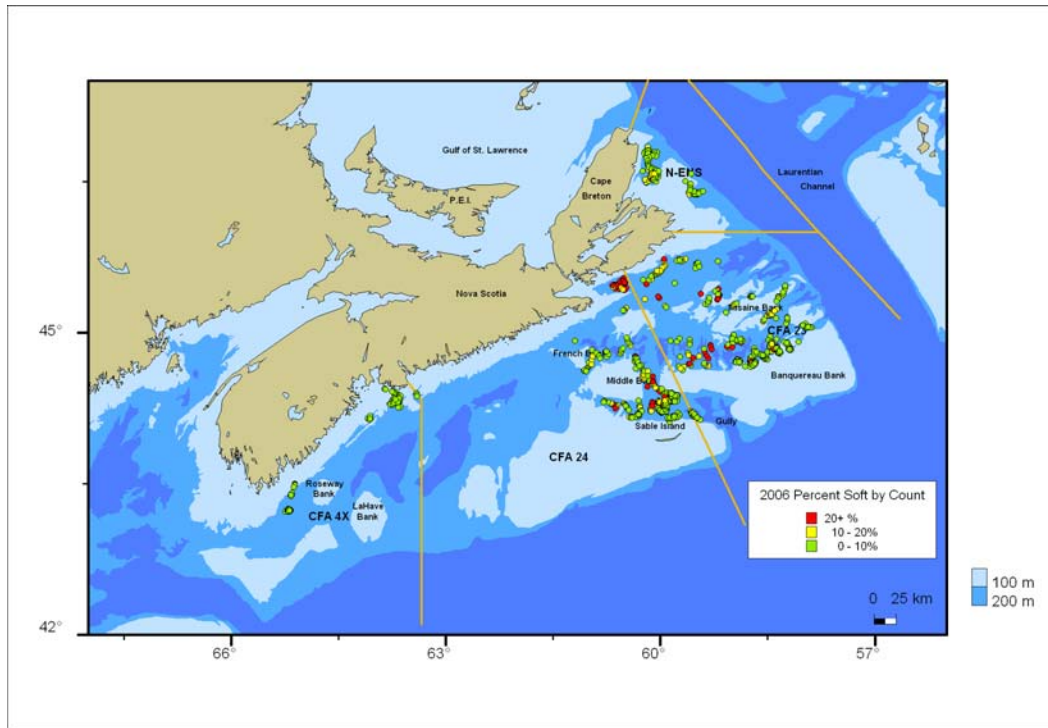 Gulf of St. Lawrence
Cape
Breton
N-ENS
P.E.I.
Laurentian
Channel
Nova Scotia
CFA 23
45°
Banquereau Bank
Sable Island
Gully
CFA 24
Roseway
Bank
LaHave
Bank
CFA 4X
2006 Percent Soft by Count
20+ %
10 - 20%
0 - 10%
0 25 km
100 m
200 m
42°
66°
63°
60°
57°